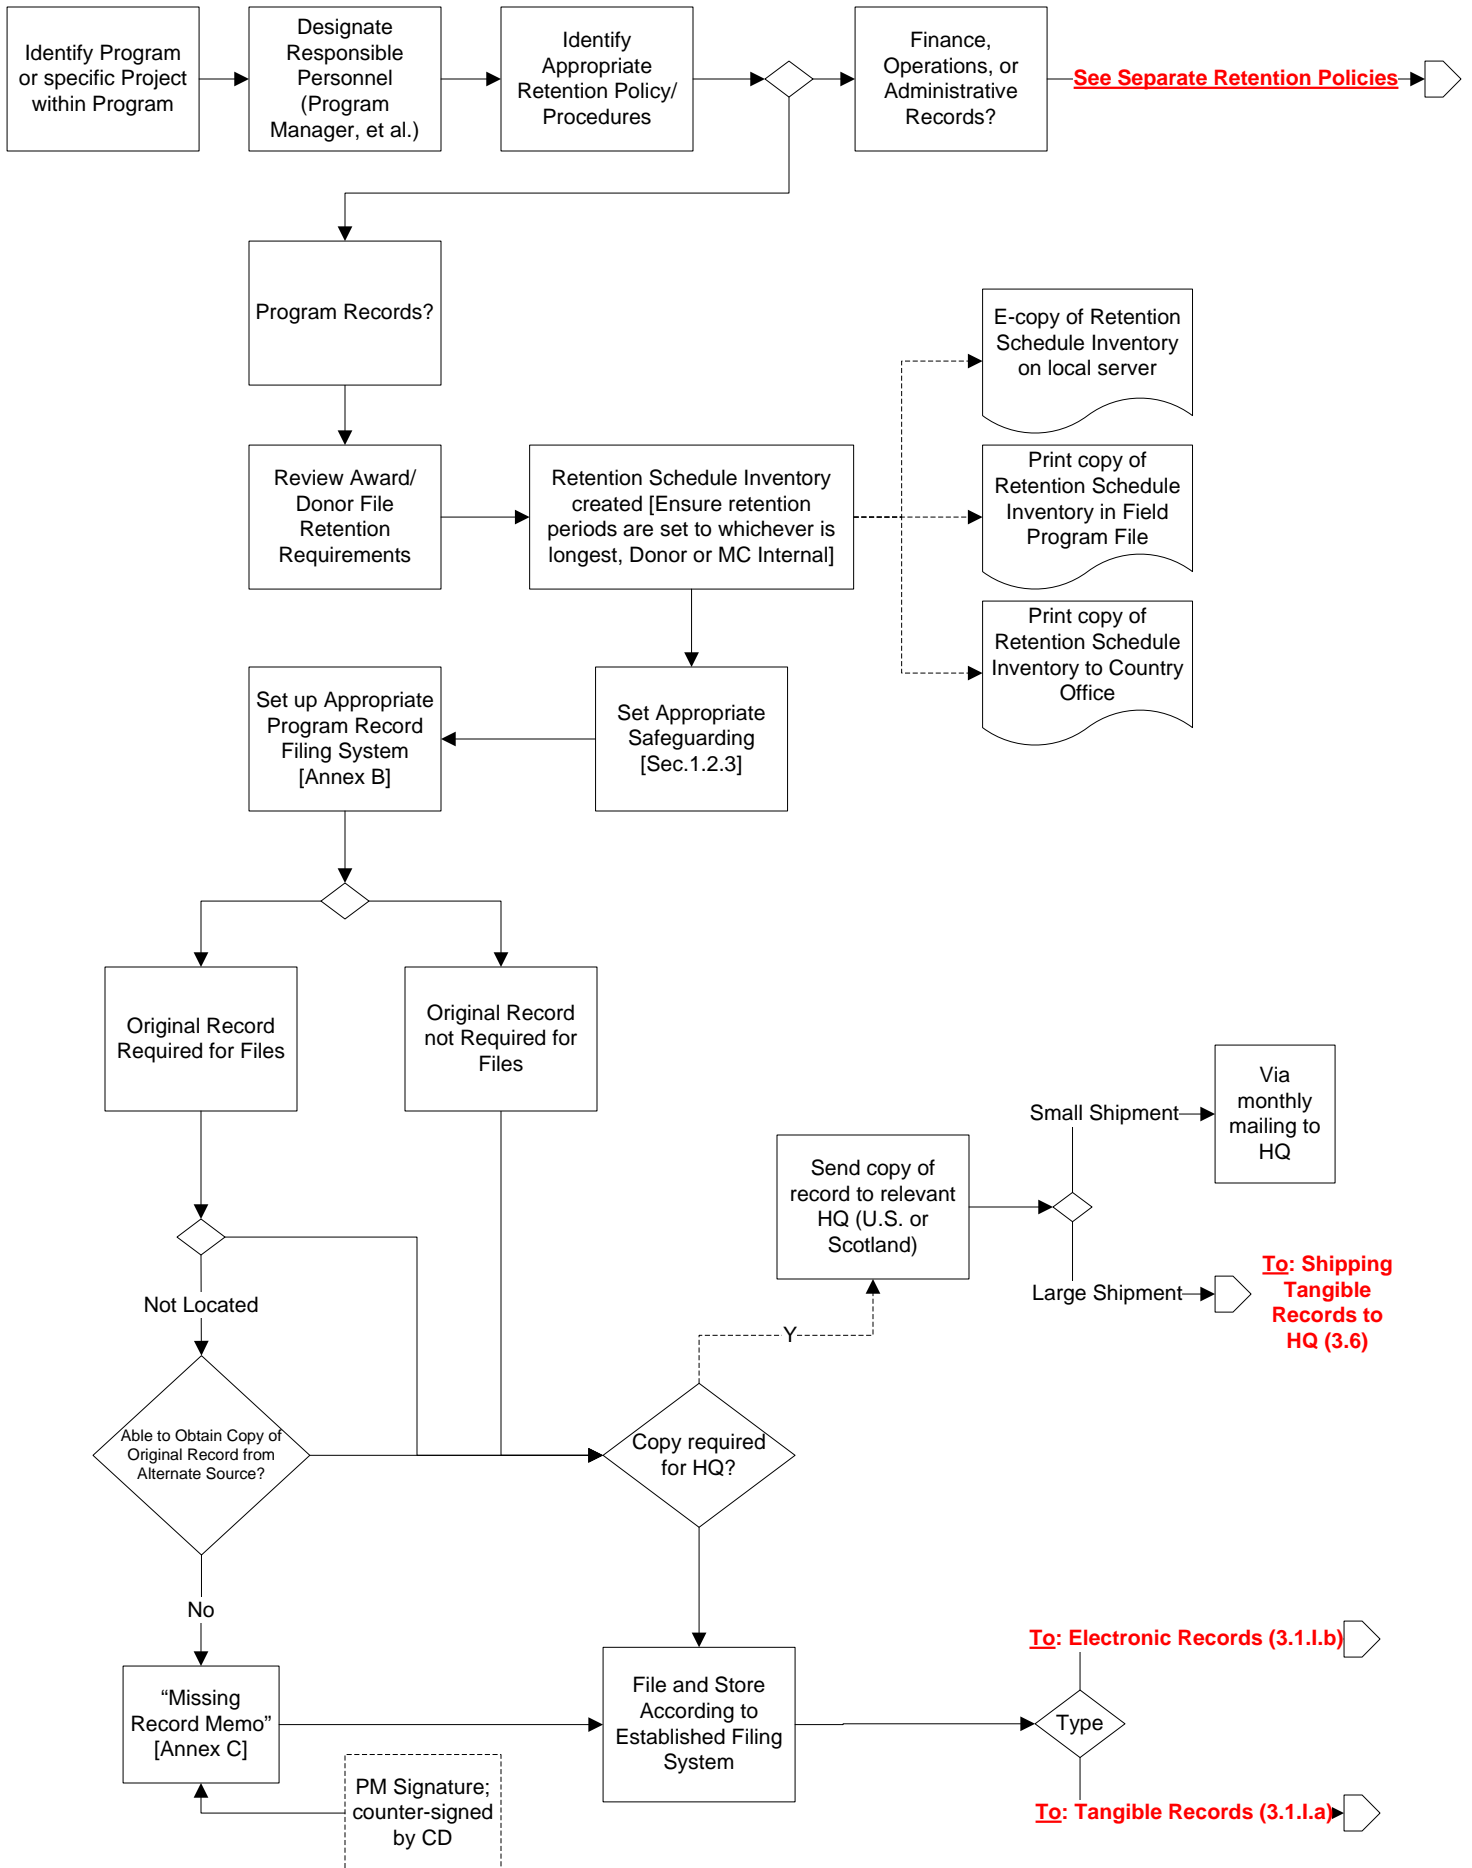 Identify Program
or specific Project
within Program
Designate
Responsible
Personnel
(Program
Manager, et al.)
Identify
Appropriate
Retention Policy/
Procedures
Finance,
Operations, or
Administrative
Records?
See Separate Retention Policies
Program Records?
E-copy of Retention
Schedule Inventory
on local server
Review Award/
Donor File
Retention
Requirements
Retention Schedule Inventory
created [Ensure retention
periods are set to whichever is
longest, Donor or MC Internal]
Print copy of
Retention Schedule
Inventory in Field
Program File
Print copy of
Retention Schedule
Inventory to Country
Office
Set up Appropriate
Program Record
Filing System
[Annex B]
Set Appropriate
Safeguarding
[Sec.1.2.3]
Original Record
Required for Files
Original Record
not Required for
Files
Small Shipment
Via
monthly
mailing to
HQ
Send copy of
record to relevant
HQ (U.S. or
Scotland)
Large Shipment
To: Shipping
Tangible
Records to
HQ (3.6)
Not Located
Y
Able to Obtain Copy of
Original Record from
Alternate Source?
Copy required
for HQ?
No
"Missing
Record Memo"
[Annex C]
File and Store
According to
Established Filing
System
To: Electronic Records (3.1.I.b)
Type
To: Tangible Records (3.1.I.a)
PM Signature;
counter-signed
by CD